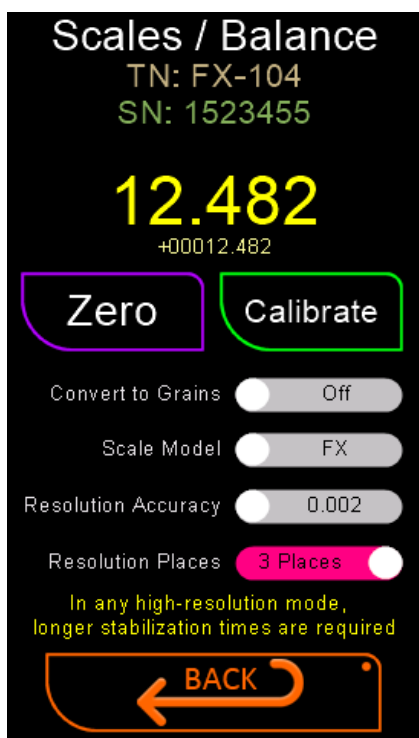 Scales / Balance
TN: FX-104
SN: 1523455
12.482
+00012.482
Zero
Calibrate
Convert to Grains Off
Scale Model FX
Resolution Accuracy 0.002
Resolution Places 3 Places
In any high-resolution mode,
longer stabilization times are required
BACK